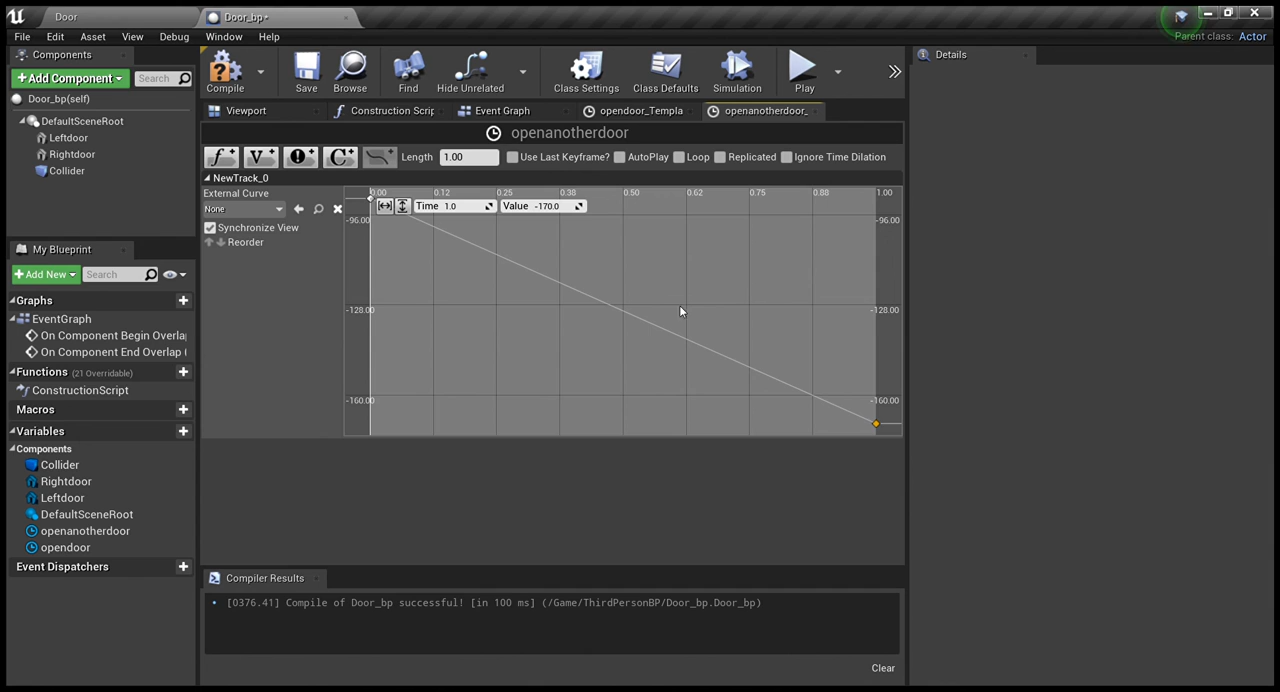 Door
Door_bp*
File Edit Asset View Debug Window Help
Parent class: Actor
Components
+Add Component
Search
Door_bp(self)
DefaultSceneRoot
Leftdoor
Rightdoor
Collider
Compile
Save
Browse
Find
Hide Unrelated
Class Settings
Class Defaults
Simulation
Play
Details
Viewport
Construction Scrip
Event Graph
opendoor_Templa
openanotherdoor_
openanotherdoor
Length 1.00 Use Last Keyframe? AutoPlay Loop Replicated Ignore Time Dilation
NewTrack_0
External Curve
None
Synchronize View
Reorder
0.00 0.12 0.25 0.38 0.50 0.62 0.75 0.88 1.00
Time 1.0 Value -170.0
-96.00 -96.00
-128.00 -128.00
-160.00 -160.00
My Blueprint
+Add New
Search
Graphs
EventGraph
On Component Begin Overla
On Component End Overlap (
Functions (21 Overridable)
ConstructionScript
Macros
Variables
Components
Collider
Rightdoor
Leftdoor
DefaultSceneRoot
openanotherdoor
opendoor
Event Dispatchers
Compiler Results
[0376.41] Compile of Door_bp successful! [in 100 ms] (/Game/ThirdPersonBP/Door_bp.Door_bp)
Clear